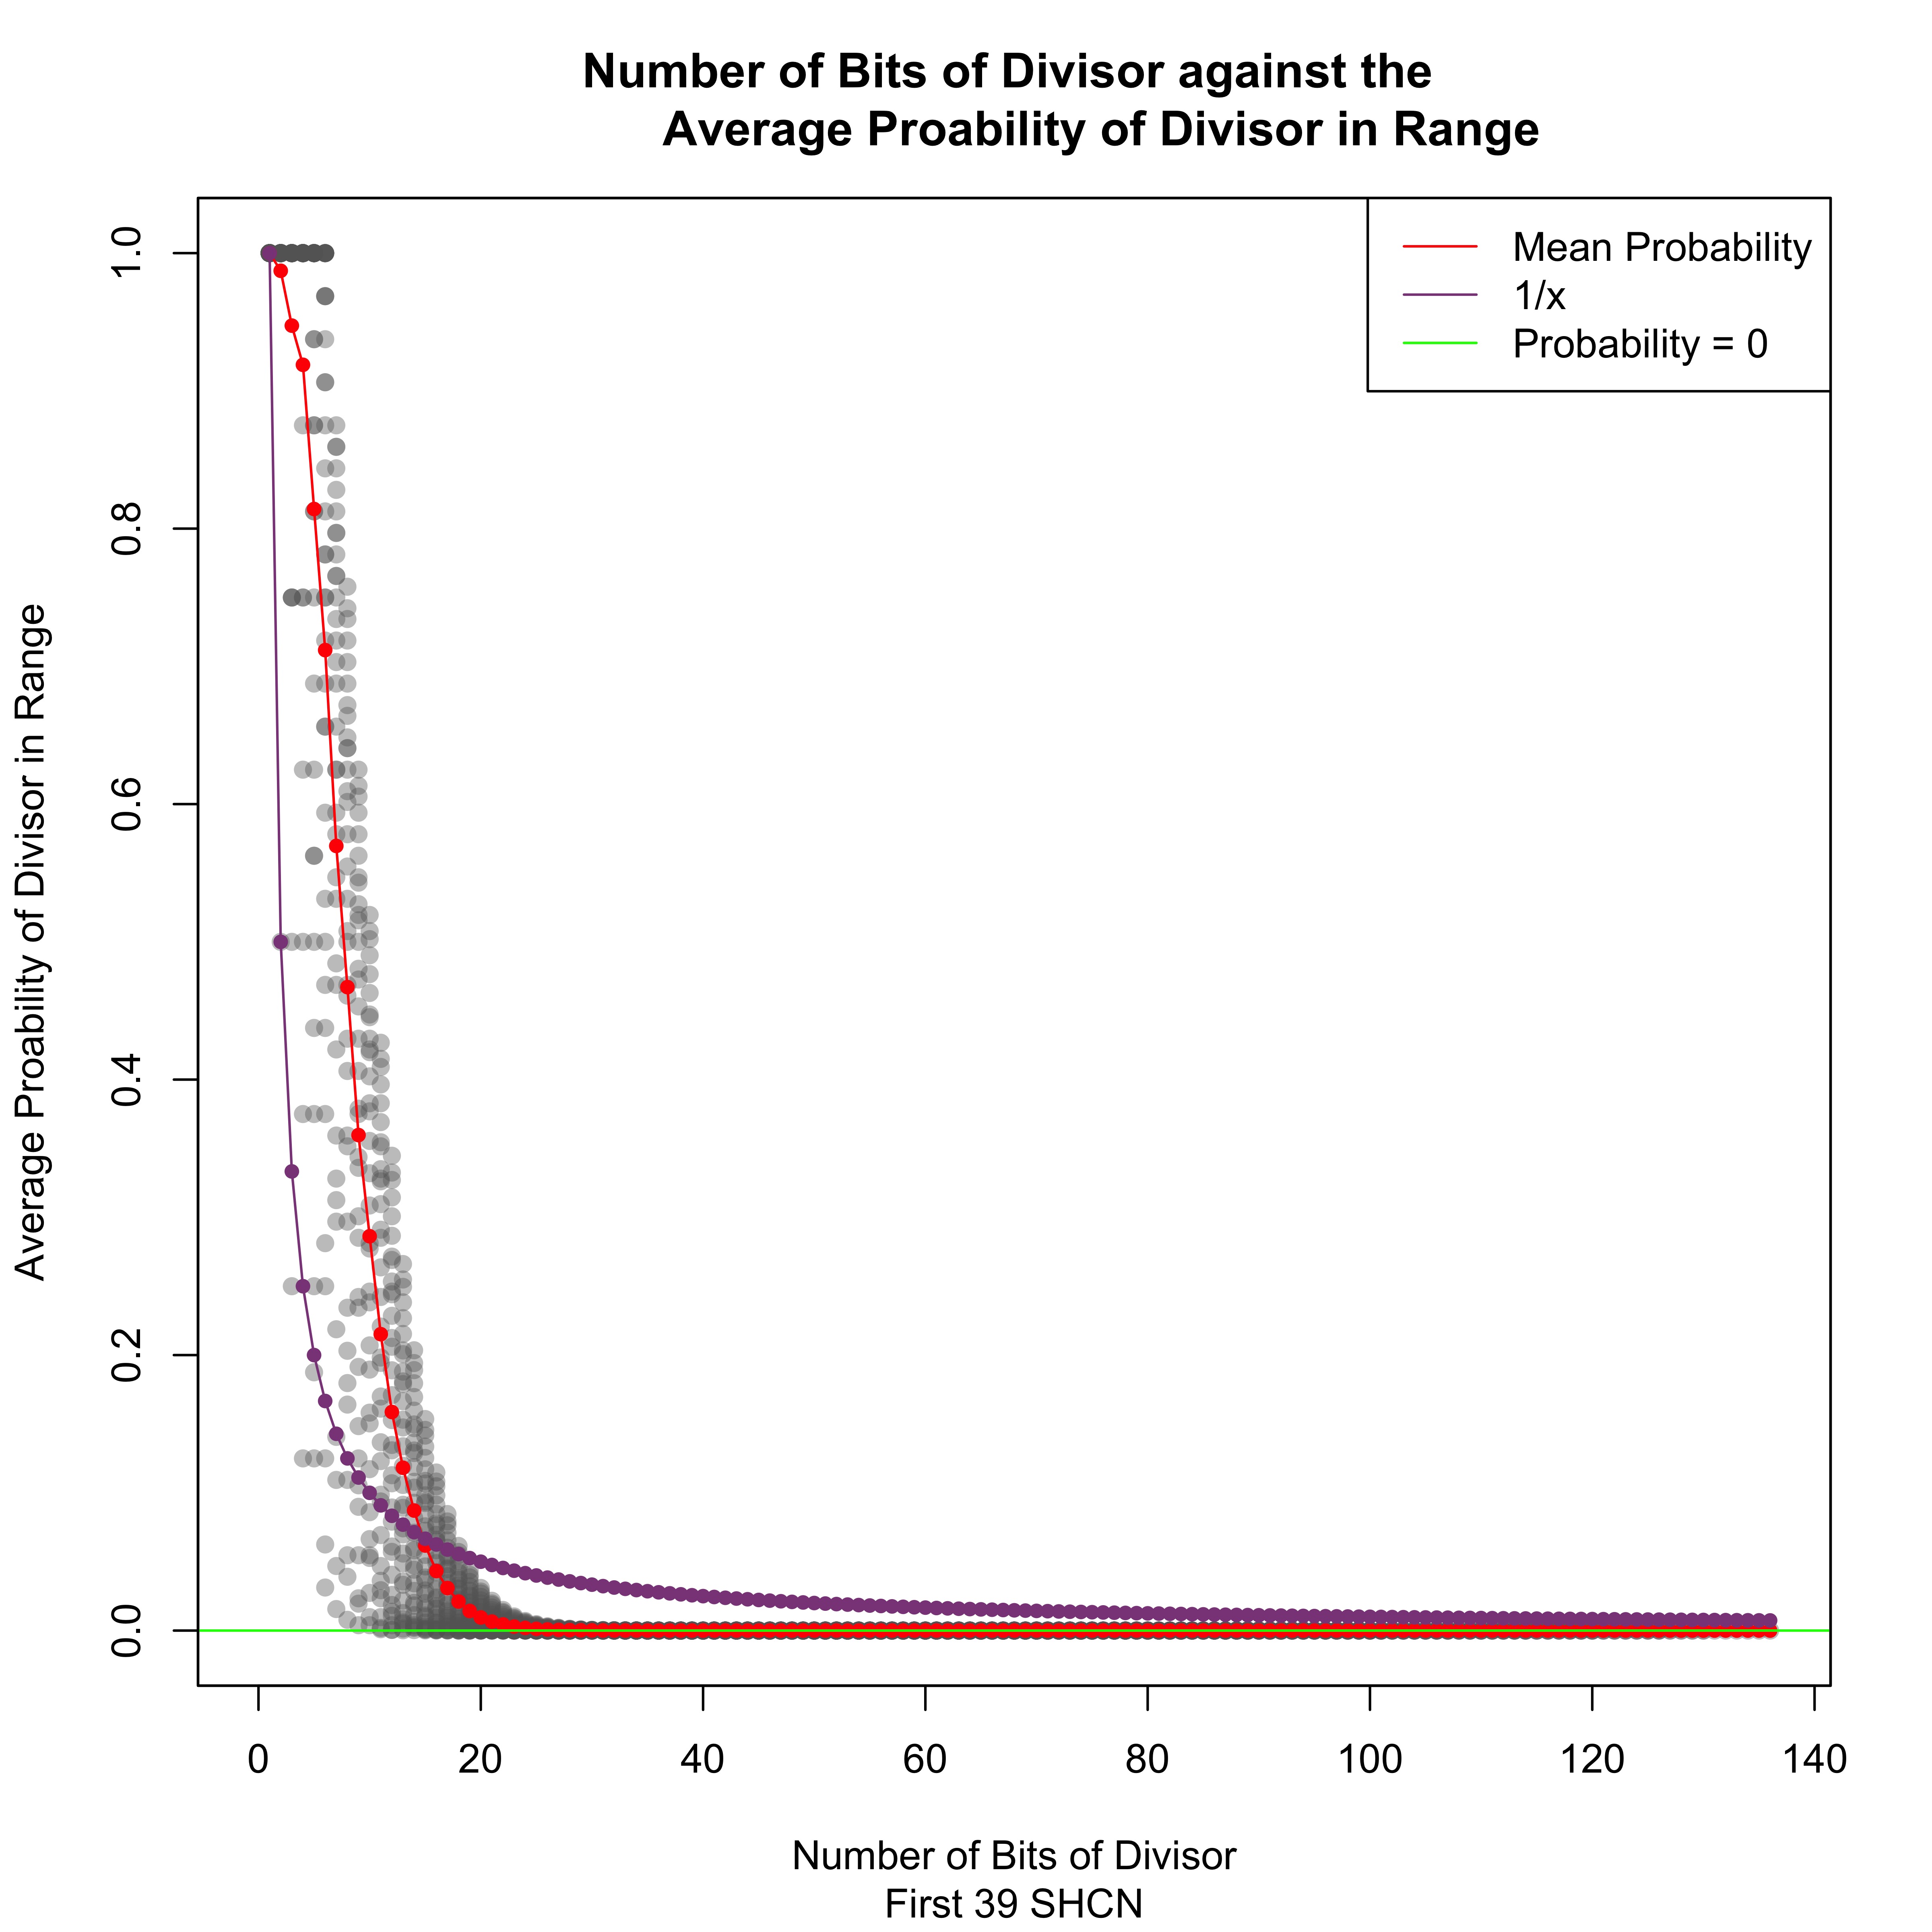 Number of Bits of Divisor against the
Average Proability of Divisor in Range
Mean Probability
1/x
Probability = 0
Average Proability of Divisor in Range
1.0
0.8
0.6
0.4
0.2
0.0
0 20 40 60 80 100 120 140
Number of Bits of Divisor
First 39 SHCN